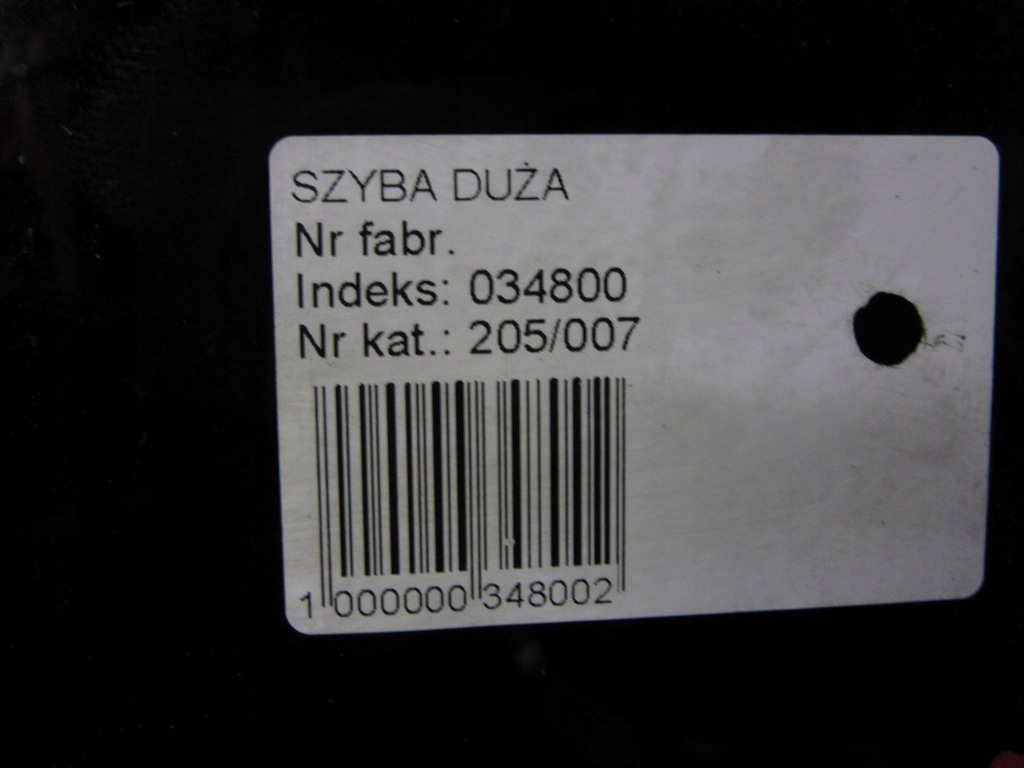 SZYBA DUŻA
Nr fabr.
Indeks: 034800
Nr kat.: 205/007
1 000000 348002